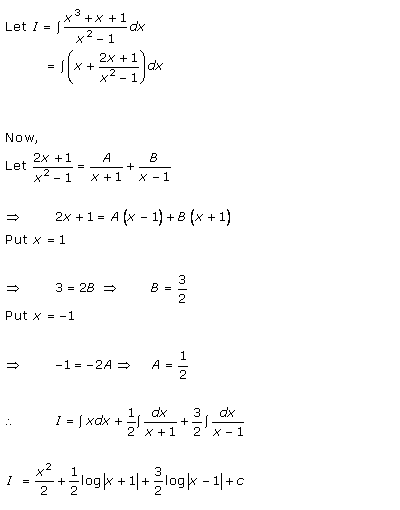 Let I = ∫ (x³ + x + 1)/(x² − 1) dx
= ∫(x + (2x + 1)/(x² − 1)) dx
Now,
Let (2x + 1)/(x² − 1) = A/(x + 1) + B/(x − 1)
⇒ 2x + 1 = A (x − 1) + B (x + 1)
Put x = 1
⇒ 3 = 2B ⇒ B = 3/2
Put x = −1
⇒ −1 = −2A ⇒ A = 1/2
∴ I = ∫ xdx + 1/2 ∫ dx/(x + 1) + 3/2 ∫ dx/(x − 1)
I = x²/2 + 1/2 log|x + 1| + 3/2 log|x − 1| + c